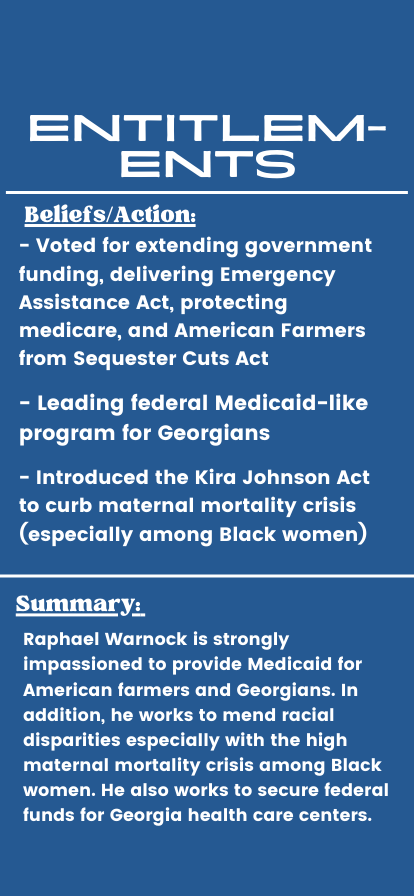 ENTITLEM-
ENTS
Beliefs/Action:
- Voted for extending government
funding, delivering Emergency
Assistance Act, protecting
medicare, and American Farmers
from Sequester Cuts Act
- Leading federal Medicaid-like
program for Georgians
- Introduced the Kira Johnson Act
to curb maternal mortality crisis
(especially among Black women)
Summary:
Raphael Warnock is strongly
impassioned to provide Medicaid for
American farmers and Georgians. In
addition, he works to mend racial
disparities especially with the high
maternal mortality crisis among Black
women. He also works to secure federal
funds for Georgia health care centers.